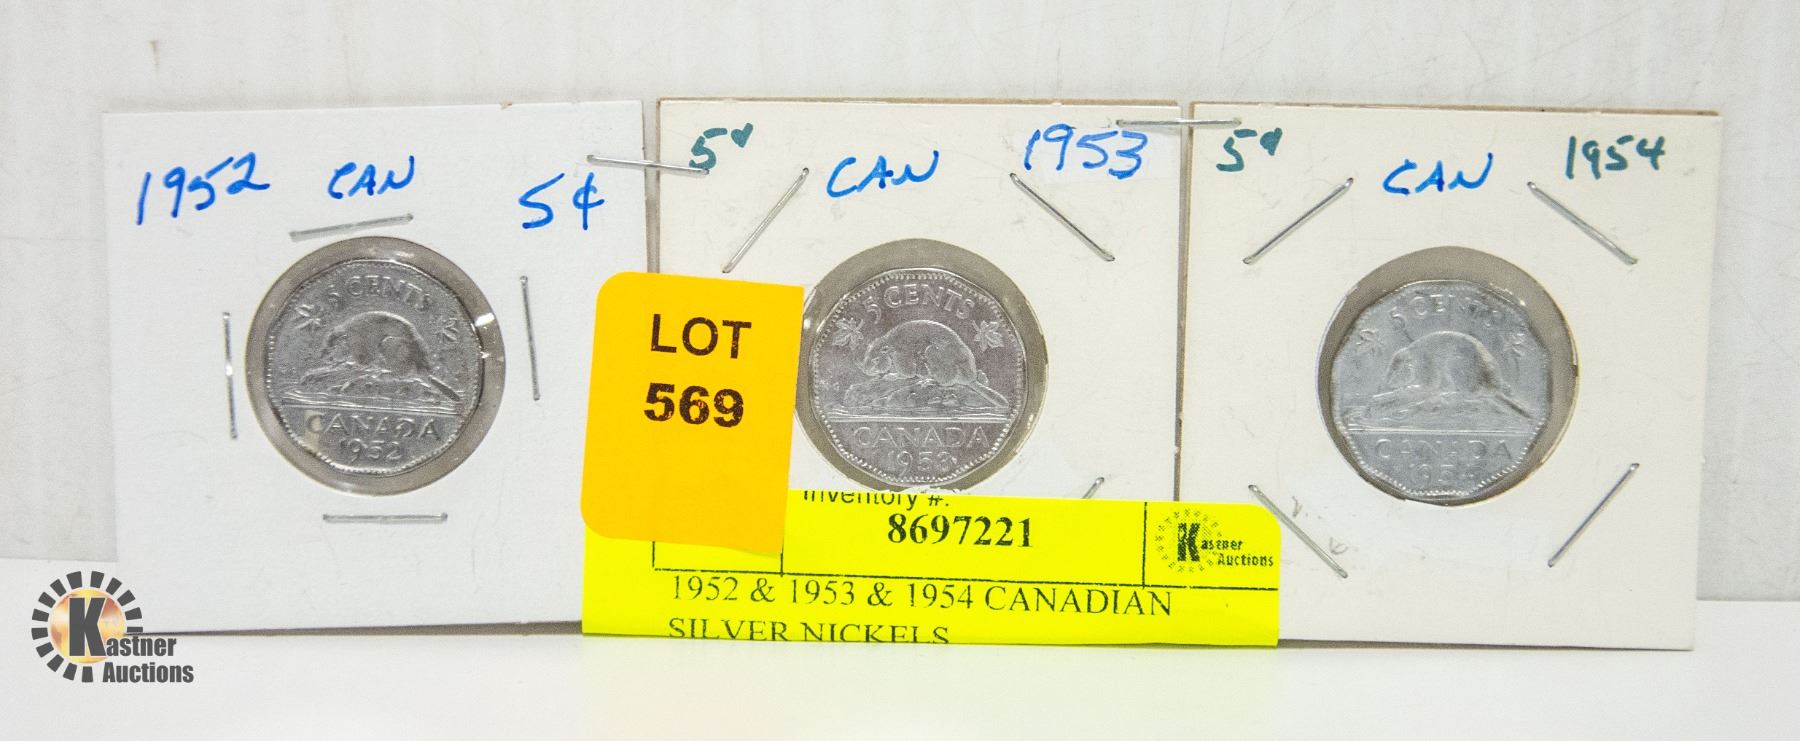 1952 CAN 5¢
5¢ CAN 1953
5¢ CAN 1954
5 CENTS
CANADA
1952
5 CENTS
CANADA
1953
5 CENTS
CANADA
1954
LOT
569
Inventory #:
8697221
Kastner
Auctions
1952 & 1953 & 1954 CANADIAN
SILVER NICKELS
Kastner
Auctions